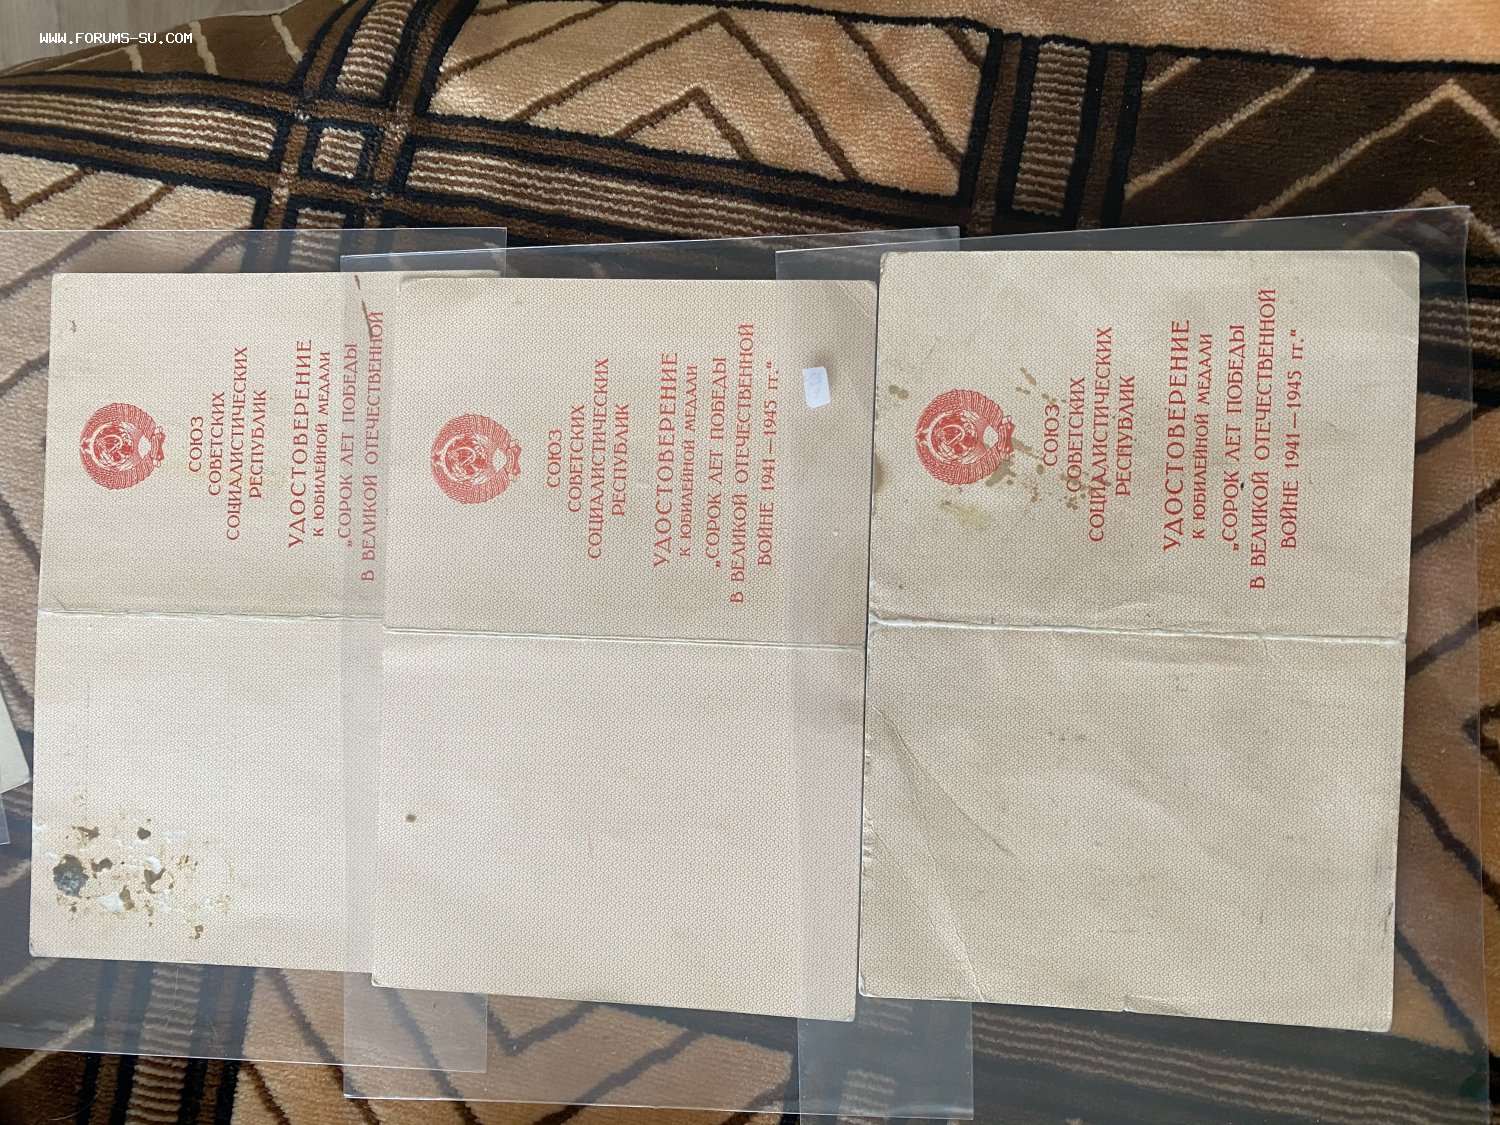 WWW.FORUMS-SU.COM
СОЮЗ
СОВЕТСКИХ
СОЦИАЛИСТИЧЕСКИХ
РЕСПУБЛИК
УДОСТОВЕРЕНИЕ
К ЮБИЛЕЙНОЙ МЕДАЛИ
„СОРОК ЛЕТ ПОБЕДЫ
В ВЕЛИКОЙ ОТЕЧЕСТВЕННОЙ
СОЮЗ
СОВЕТСКИХ
СОЦИАЛИСТИЧЕСКИХ
РЕСПУБЛИК
УДОСТОВЕРЕНИЕ
К ЮБИЛЕЙНОЙ МЕДАЛИ
„СОРОК ЛЕТ ПОБЕДЫ
В ВЕЛИКОЙ ОТЕЧЕСТВЕННОЙ
ВОЙНЕ 1941—1945 гг.“
СОЮЗ
СОВЕТСКИХ
СОЦИАЛИСТИЧЕСКИХ
РЕСПУБЛИК
УДОСТОВЕРЕНИЕ
К ЮБИЛЕЙНОЙ МЕДАЛИ
„СОРОК ЛЕТ ПОБЕДЫ
В ВЕЛИКОЙ ОТЕЧЕСТВЕННОЙ
ВОЙНЕ 1941—1945 гг.“